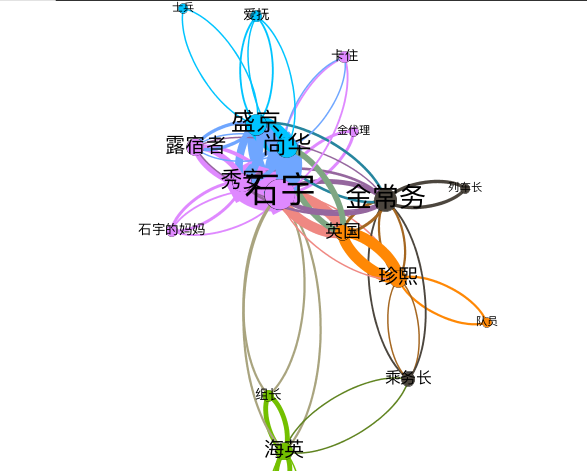 士兵
爱抚
卡住
盛京
金代理
露宿者
尚华
秀安
石宇
列车长
金常务
石宇的妈妈
英国
珍熙
队员
乘务长
组长
海英